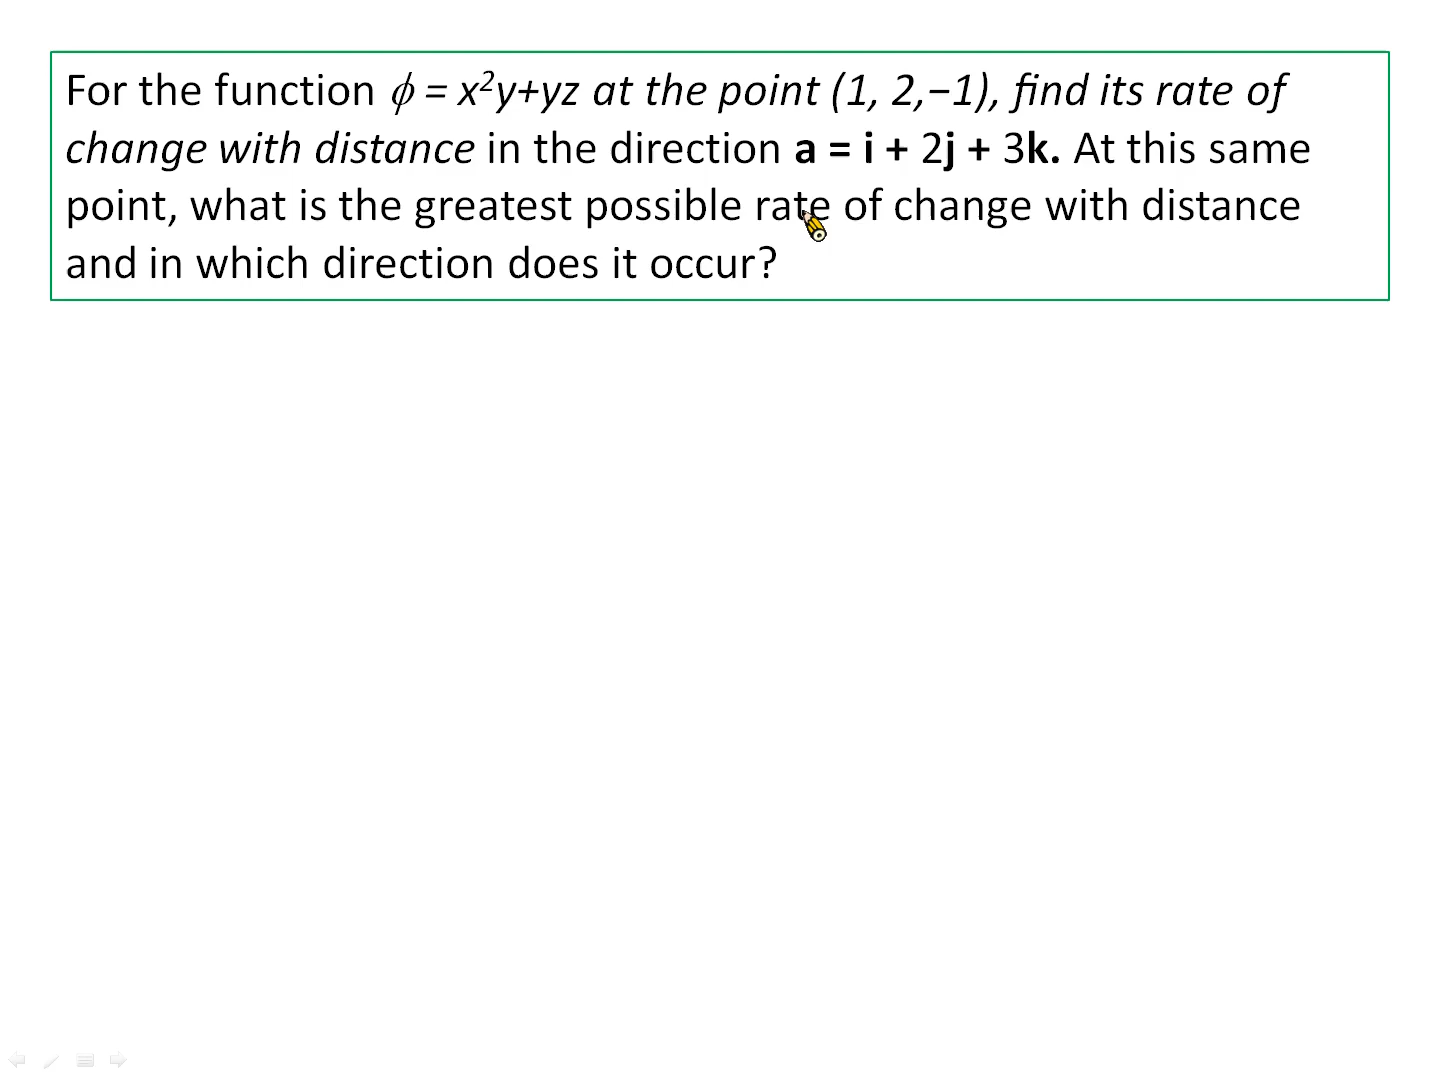 For the function ϕ = x²y+yz at the point (1, 2,−1), find its rate of
change with distance in the direction a = i + 2j + 3k. At this same
point, what is the greatest possible rate of change with distance
and in which direction does it occur?